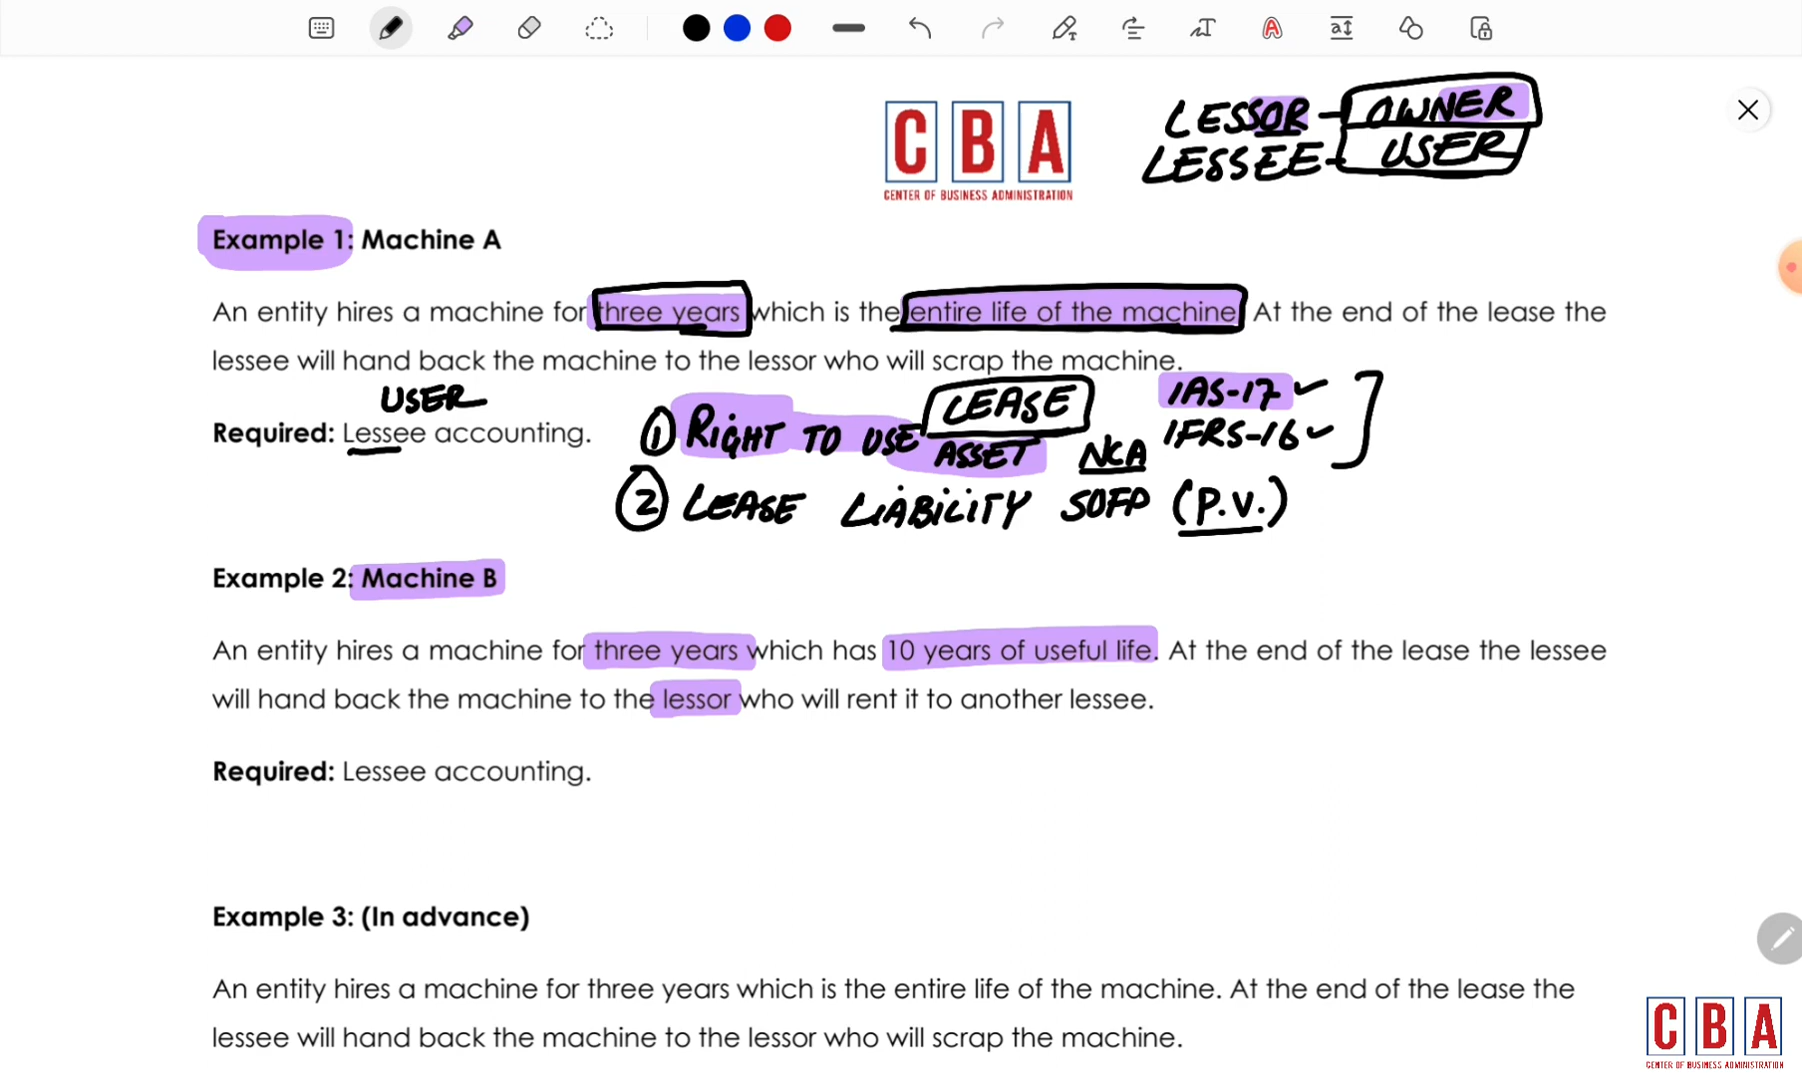 CBA
CENTER OF BUSINESS ADMINISTRATION
LESSOR - OWNER
LESSEE - USER
Example 1: Machine A
An entity hires a machine for three years which is the entire life of the machine. At the end of the lease the
lessee will hand back the machine to the lessor who will scrap the machine.
USER
Required: Lessee accounting.
① RIGHT TO USE LEASE ASSET NCA
IAS-17 ✓
IFRS-16 ✓
② LEASE LIABILITY SOFP (P.V.)
Example 2: Machine B
An entity hires a machine for three years which has 10 years of useful life. At the end of the lease the lessee
will hand back the machine to the lessor who will rent it to another lessee.
Required: Lessee accounting.
Example 3: (In advance)
An entity hires a machine for three years which is the entire life of the machine. At the end of the lease the
lessee will hand back the machine to the lessor who will scrap the machine.
CBA
CENTER OF BUSINESS ADMINISTRATION